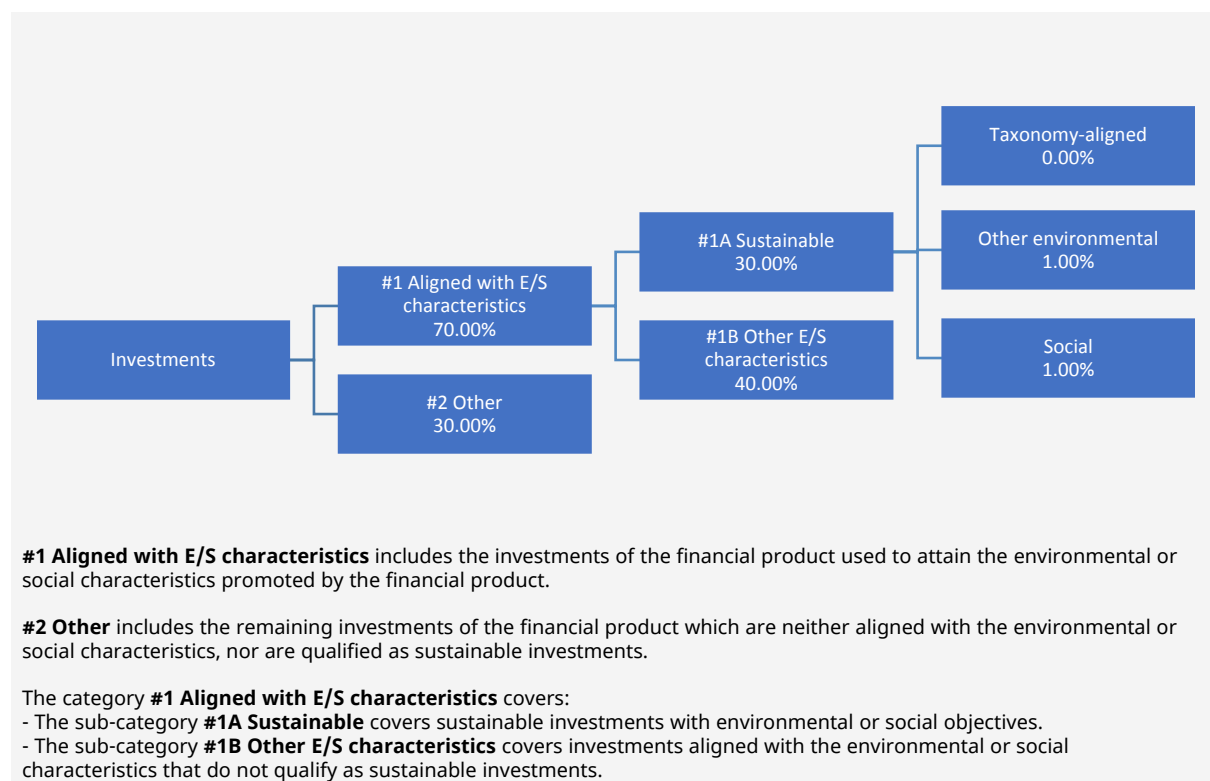 Taxonomy-aligned
0.00%
#1A Sustainable
30.00%
Other environmental
1.00%
#1 Aligned with E/S
characteristics
70.00%
Investments
#1B Other E/S
characteristics
40.00%
Social
1.00%
#2 Other
30.00%
#1 Aligned with E/S characteristics includes the investments of the financial product used to attain the environmental or
social characteristics promoted by the financial product.
#2 Other includes the remaining investments of the financial product which are neither aligned with the environmental or
social characteristics, nor are qualified as sustainable investments.
The category #1 Aligned with E/S characteristics covers:
- The sub-category #1A Sustainable covers sustainable investments with environmental or social objectives.
- The sub-category #1B Other E/S characteristics covers investments aligned with the environmental or social
characteristics that do not qualify as sustainable investments.